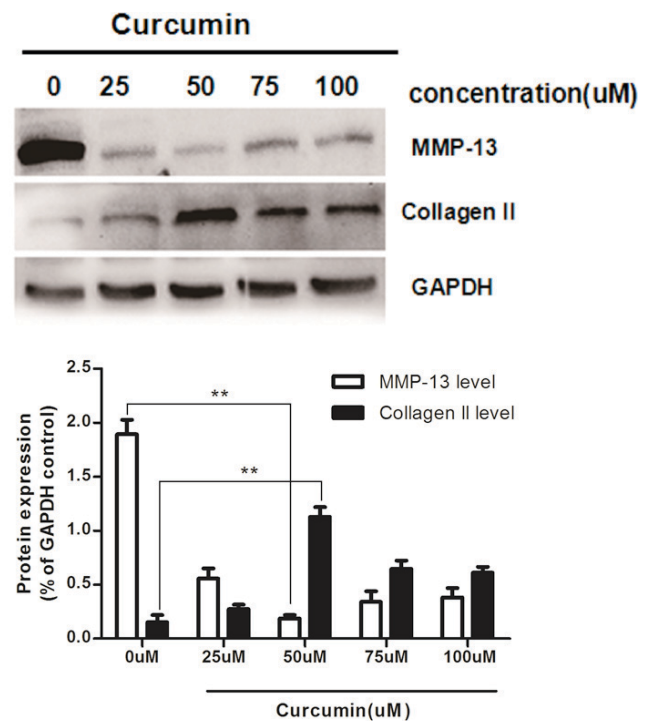 Curcumin
0 25 50 75 100 concentration(uM)
MMP-13
Collagen II
GAPDH
Protein expression
(% of GAPDH control)
2.5
2.0
1.5
1.0
0.5
0.0
**
**
MMP-13 level
Collagen II level
0uM 25uM 50uM 75uM 100uM
Curcumin(uM)